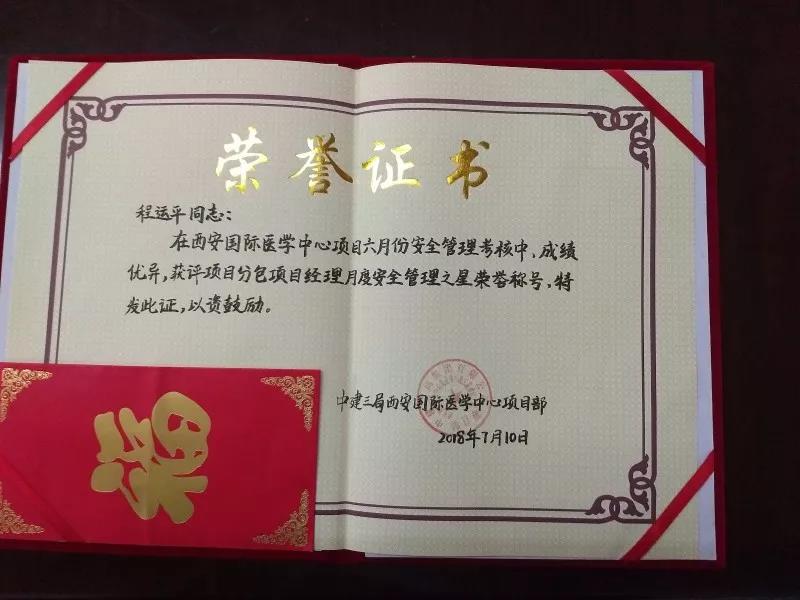 荣誉证书
程运平同志:
在西安国际医学中心项目六月份安全管理考核中,成绩
优异,获评项目分包项目经理月度安全管理之星荣誉称号,特
发此证,以资鼓励。
中建三局西安国际医学中心项目部
2018年7月10日